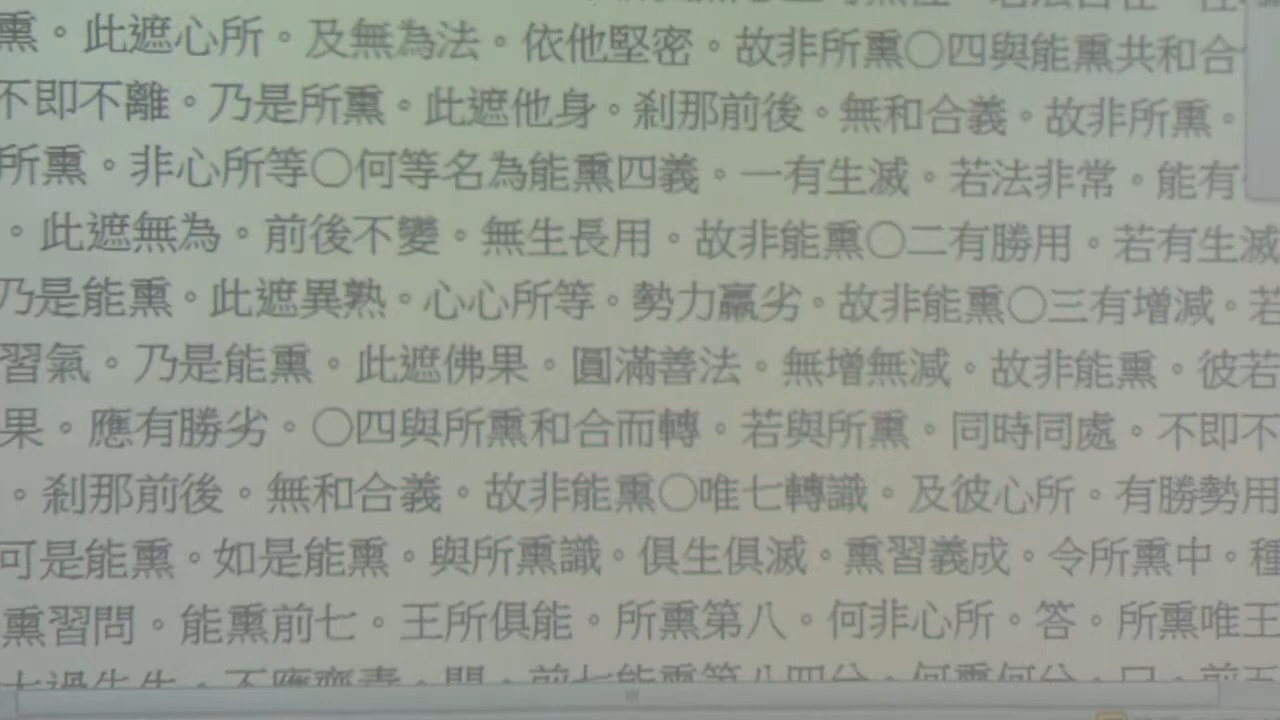 熏。此遮心所。及無為法。依他堅密。故非所熏〇四與能熏共和合
不即不離。乃是所熏。此遮他身。剎那前後。無和合義。故非所熏。
所熏。非心所等〇何等名為能熏四義。一有生滅。若法非常。能有
。此遮無為。前後不變。無生長用。故非能熏〇二有勝用。若有生滅
乃是能熏。此遮異熟。心心所等。勢力羸劣。故非能熏〇三有增減。若
習氣。乃是能熏。此遮佛果。圓滿善法。無增無減。故非能熏。彼若
果。應有勝劣。〇四與所熏和合而轉。若與所熏。同時同處。不即不
。剎那前後。無和合義。故非能熏〇唯七轉識。及彼心所。有勝勢用
可是能熏。如是能熏。與所熏識。俱生俱滅。熏習義成。令所熏中。種
熏習問。能熏前七。王所俱能。所熏第八。何非心所。答。所熏唯王